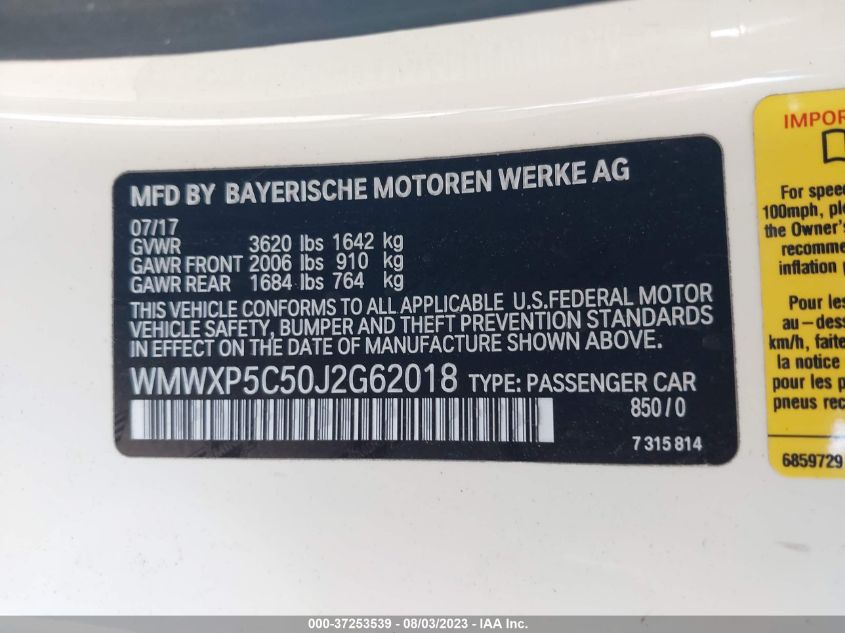 MFD BY BAYERISCHE MOTOREN WERKE AG
07/17
GVWR 3620 lbs 1642 kg
GAWR FRONT 2006 lbs 910 kg
GAWR REAR 1684 lbs 764 kg
THIS VEHICLE CONFORMS TO ALL APPLICABLE U.S.FEDERAL MOTOR
VEHICLE SAFETY, BUMPER AND THEFT PREVENTION STANDARDS
IN EFFECT ON THE DATE OF MANUFACTURE SHOWN ABOVE.
WMWXP5C50J2G62018 TYPE: PASSENGER CAR
850/0
7 315 814
IMPOR
For speed
100mph, ple
the Owner's
recomme
inflation p
Pour les
au-dess
km/h, faite
la notice
pour les p
pneus rec
6859729
000-37253539 - 08/03/2023 - IMPACT AUCTIONS